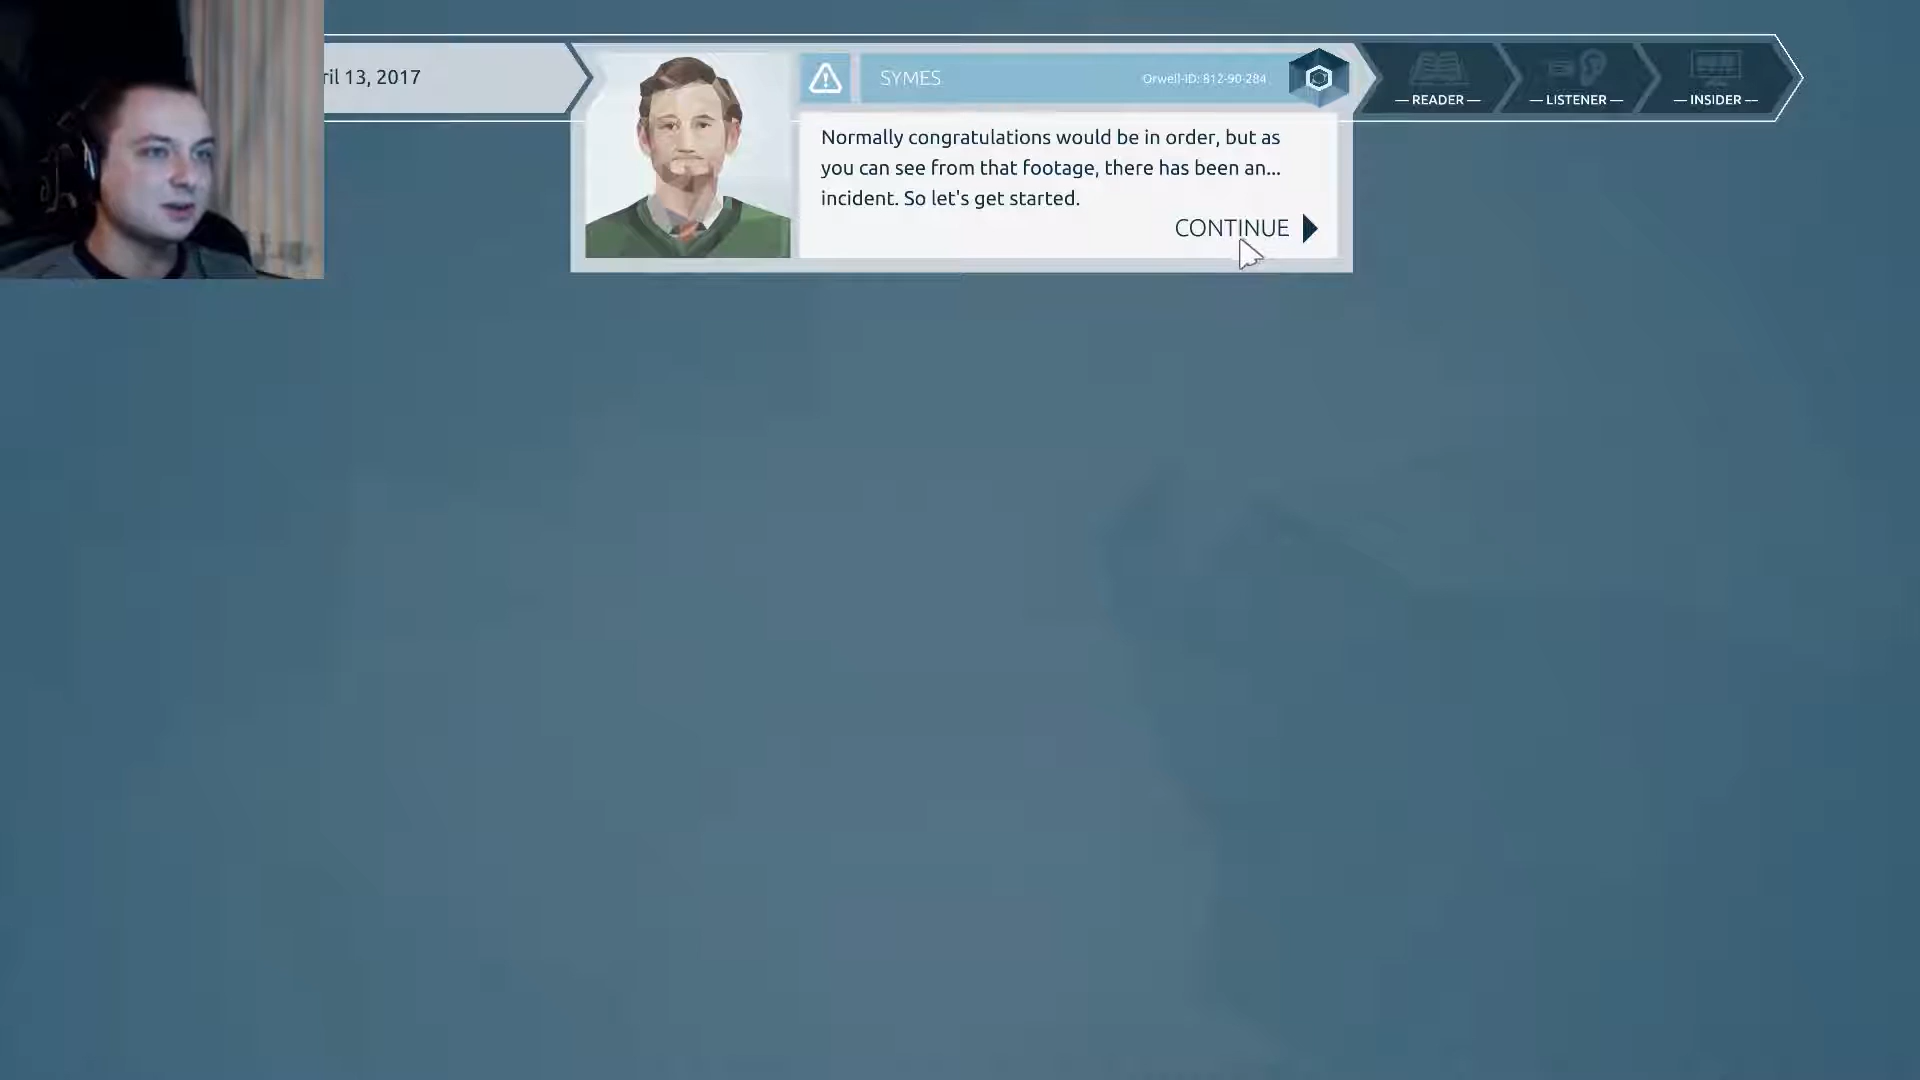 ril 13, 2017
SYMES
Orwell-ID: 812-90-284
Normally congratulations would be in order, but as
you can see from that footage, there has been an...
incident. So let's get started.
CONTINUE
READER
LISTENER
INSIDER